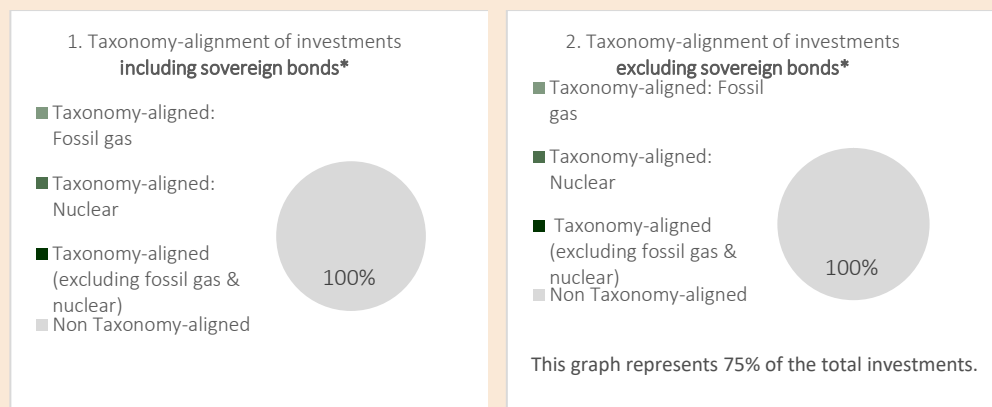 1. Taxonomy-alignment of investments
including sovereign bonds*
Taxonomy-aligned:
Fossil gas
Taxonomy-aligned:
Nuclear
Taxonomy-aligned
(excluding fossil gas &
nuclear)
Non Taxonomy-aligned
100%
2. Taxonomy-alignment of investments
excluding sovereign bonds*
Taxonomy-aligned: Fossil
gas
Taxonomy-aligned:
Nuclear
Taxonomy-aligned
(excluding fossil gas &
nuclear)
Non Taxonomy-aligned
100%
This graph represents 75% of the total investments.